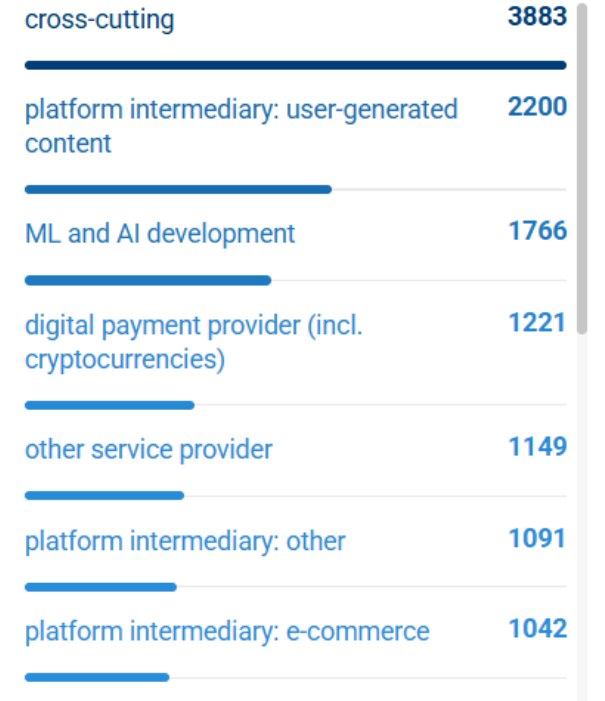 cross-cutting 3883
platform intermediary: user-generated 2200
content
ML and AI development 1766
digital payment provider (incl. 1221
cryptocurrencies)
other service provider 1149
platform intermediary: other 1091
platform intermediary: e-commerce 1042